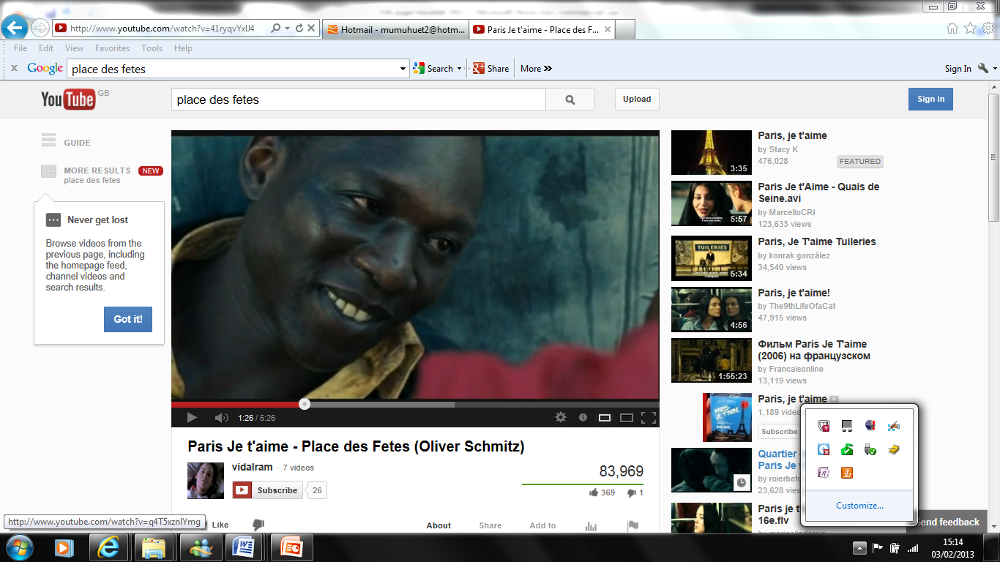 http://www.youtube.com/watch?v=41ryqvYxIJ4
Hotmail - mumuhuet2@hotm...
Paris Je t'aime - Place des F...
File Edit View Favorites Tools Help
x Google place des fetes Search Share More »
Sign In
YouTube GB
place des fetes
Upload
Sign in
GUIDE
MORE RESULTS NEW
place des fetes
Never get lost
Browse videos from the
previous page, including
the homepage feed,
channel videos and
search results.
Got it!
1:26 / 5:26
Paris Je t'aime - Place des Fetes (Oliver Schmitz)
vidalram · 7 videos
Subscribe 26
83,969
369 1
Like
About Share Add to
Paris, je t'aime
by Stacy K
476,028 FEATURED
3:35
Paris Je t'Aime - Quais de
Seine.avi
by MarcelloCRI
123,633 views
5:57
Paris, Je T'aime Tuileries
by konrak gonzález
34,540 views
TUILERIES
5:34
Paris, je t'aime!
by The9thLifeOfaCat
47,915 views
4:56
Фильм Paris Je T'aime
(2006) на французском
by Francaisonline
13,119 views
1:55:23
Paris, je t'aime
1,189 video
Subscribe
PARIS,
JE T'AIME
Quartier
Paris Je t
by roierbet
23,628 view
Paris je t
16e.flv
Customize...
Send feedback
http://www.youtube.com/watch?v=q4T5xznIYmg
15:14
03/02/2013